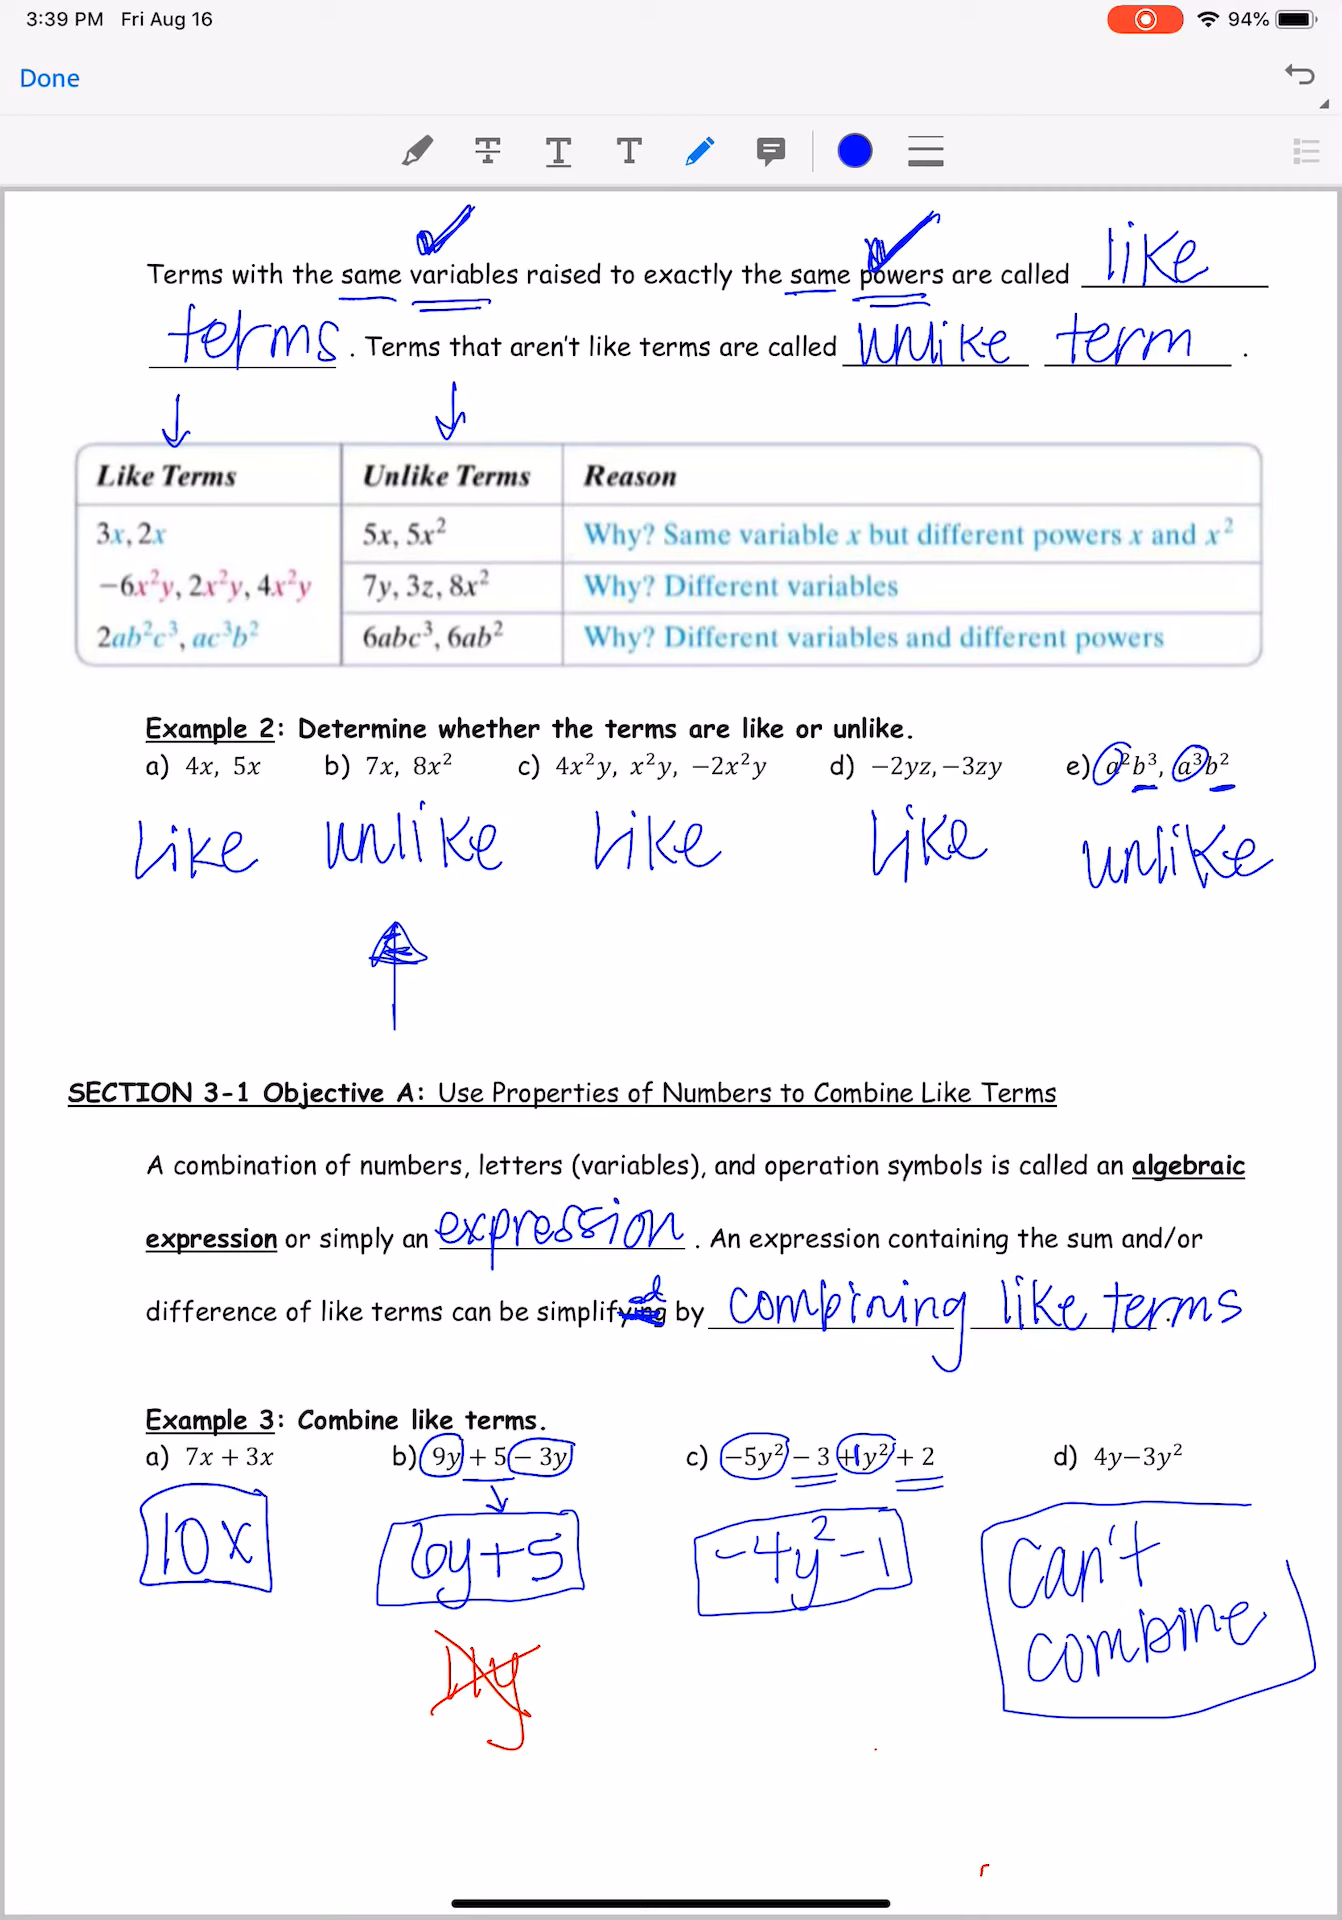 3:39 PM Fri Aug 16 94%
Done
Terms with the same variables raised to exactly the same powers are called like
terms. Terms that aren't like terms are called unlike term.
Like Terms Unlike Terms Reason
3x, 2x 5x, 5x² Why? Same variable x but different powers x and x²
−6x²y, 2x²y, 4x²y 7y, 3z, 8x² Why? Different variables
2ab²c³, ac³b² 6abc³, 6ab² Why? Different variables and different powers
Example 2: Determine whether the terms are like or unlike.
a) 4x, 5x b) 7x, 8x² c) 4x²y, x²y, −2x²y d) −2yz, −3zy e) a²b³, a³b²
Like unlike Like Like unlike
SECTION 3-1 Objective A: Use Properties of Numbers to Combine Like Terms
A combination of numbers, letters (variables), and operation symbols is called an algebraic
expression or simply an expression. An expression containing the sum and/or
difference of like terms can be simplified by combining like terms
Example 3: Combine like terms.
a) 7x + 3x b) 9y + 5 − 3y c) −5y² − 3 + 1y² + 2 d) 4y−3y²
10x 6y+5 -4y²-1 can't
combine
11y